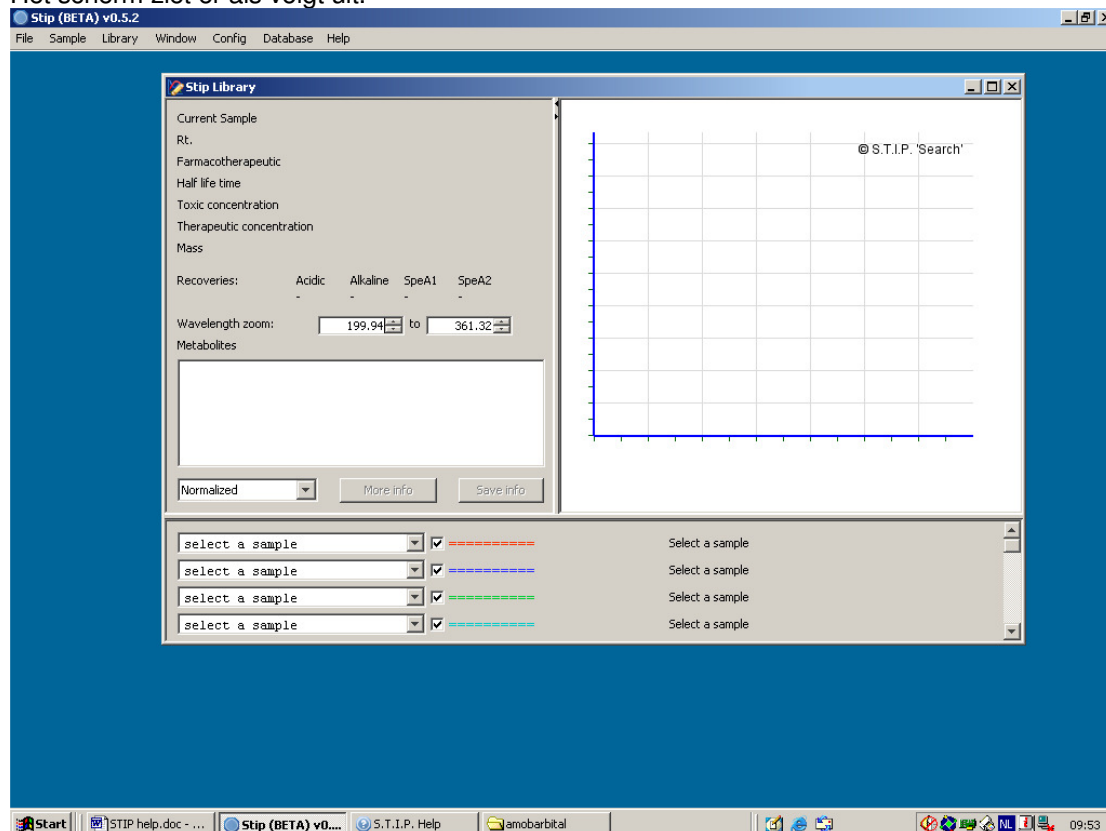 Het scherm ziet er als volgt uit:
Stip (BETA) v0.5.2
File Sample Library Window Config Database Help
Stip Library
Current Sample
Rt.
Farmacotherapeutic
Half life time
Toxic concentration
Therapeutic concentration
Mass
Recoveries: Acidic Alkaline SpeA1 SpeA2
- - - -
Wavelength zoom: 199.94 to 361.32
Metabolites
Normalized More info Save info
© S.T.I.P. 'Search'
select a sample ========== Select a sample
select a sample ========== Select a sample
select a sample ========== Select a sample
select a sample ========== Select a sample
Start STIP help.doc - ... Stip (BETA) v0.... S.T.I.P. Help amobarbital NL 09:53